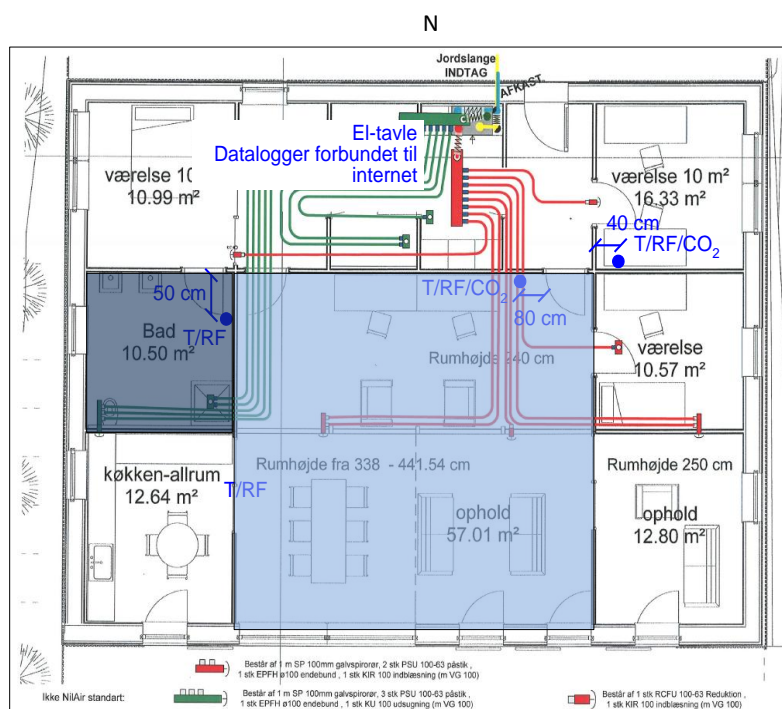 N
Jordslange
INDTAG
AFKAST.
El-tavle
Datalogger forbundet til
internet
værelse 10
10.99 m²
værelse 10 m²
16.33 m²
40 cm
T/RF/CO2
50 cm
T/RF
Bad
10.50 m²
T/RF/CO2
80 cm
Rumhøjde 240 cm
værelse
10.57 m²
køkken-allrum
12.64 m²
T/RF
Rumhøjde fra 338 - 441.54 cm
ophold
57.01 m²
Rumhøjde 250 cm
ophold
12.80 m²
Består af 1 m SP 100mm galvspirorør, 2 stk PSU 100-63 påstik ,
1 stk EPFH ø100 endebund , 1 stk KIR 100 indblæsning (m VG 100)
Ikke NilAir standart:
Består af 1 m SP 100mm galvspirorør, 3 stk PSU 100-63 påstik ,
1 stk EPFH ø100 endebund , 1 stk KU 100 udsugning (m VG 100)
Består af 1 stk RCFU 100-63 Reduktion ,
1 stk KIR 100 indblæsning (m VG 100)